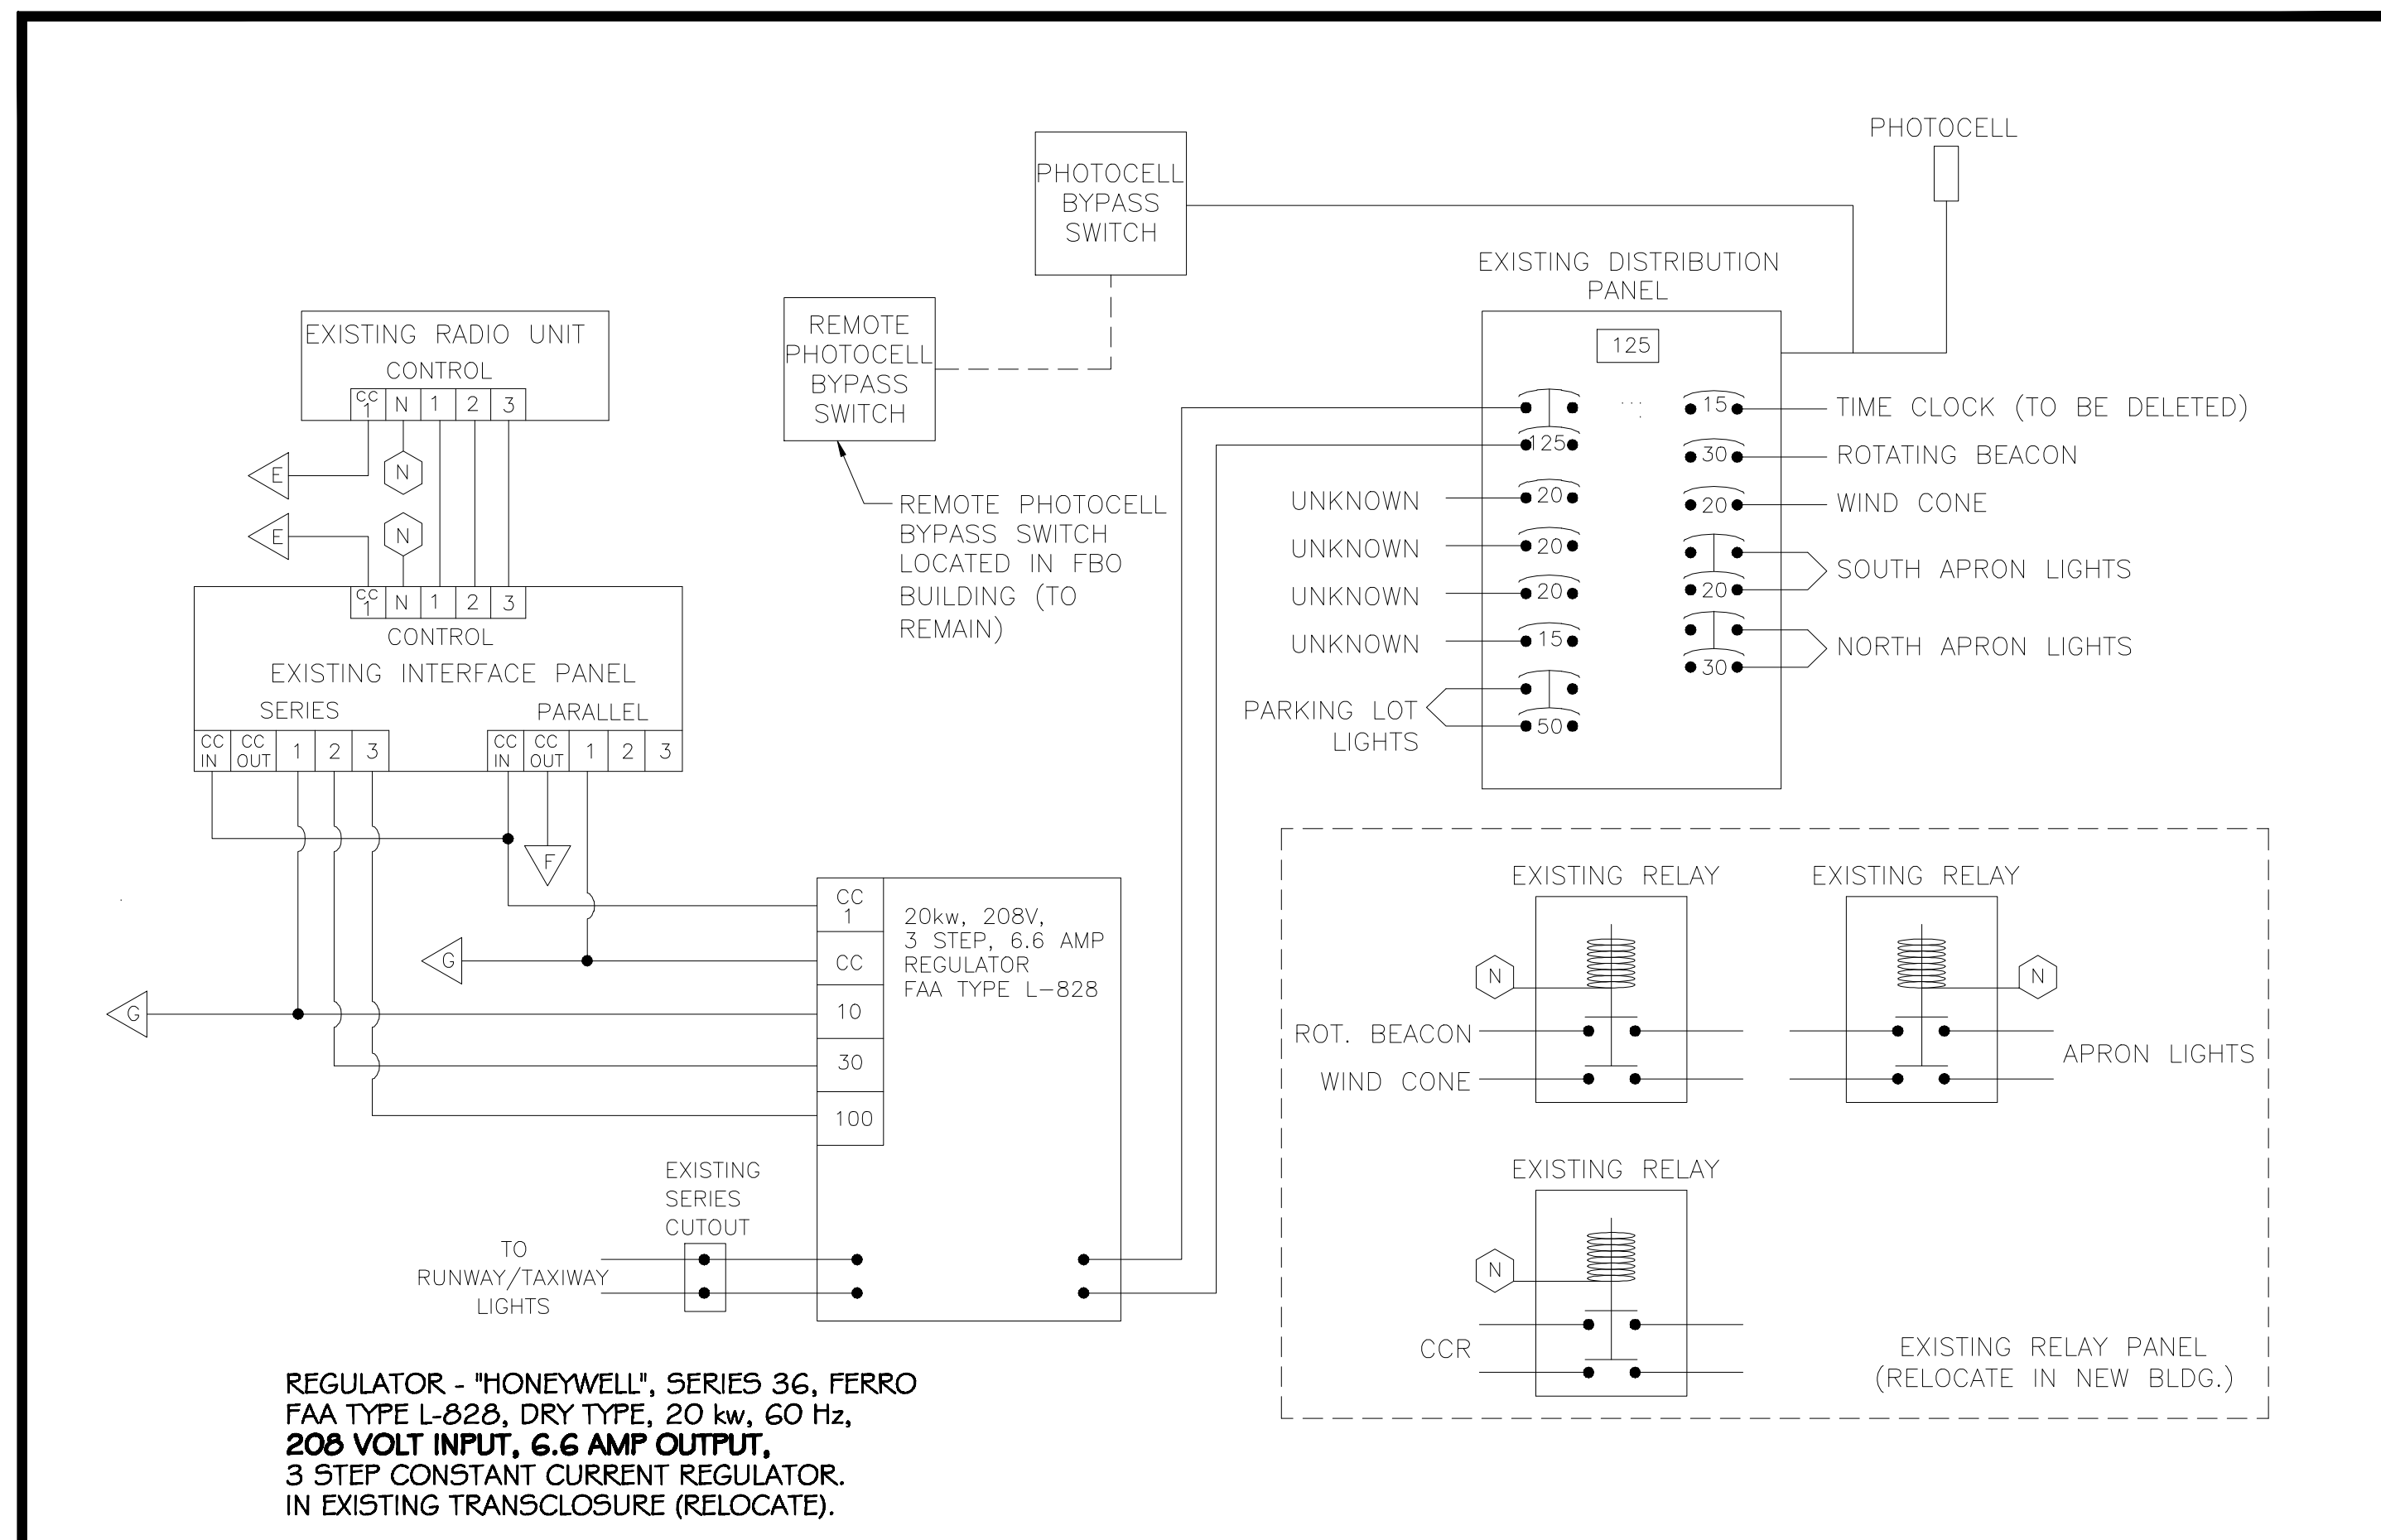 PHOTOCELL
PHOTOCELL
BYPASS
SWITCH
EXISTING DISTRIBUTION
PANEL
125
REMOTE
PHOTOCELL
BYPASS
SWITCH
EXISTING RADIO UNIT
CONTROL
CC
1
N
1
2
3
E
N
E
N
REMOTE PHOTOCELL
BYPASS SWITCH
LOCATED IN FBO
BUILDING (TO
REMAIN)
125
UNKNOWN
20
UNKNOWN
20
UNKNOWN
20
UNKNOWN
15
PARKING LOT
LIGHTS
50
15
TIME CLOCK (TO BE DELETED)
30
ROTATING BEACON
20
WIND CONE
20
SOUTH APRON LIGHTS
30
NORTH APRON LIGHTS
CC
1
N
1
2
3
CONTROL
EXISTING INTERFACE PANEL
SERIES
PARALLEL
CC
IN
CC
OUT
1
2
3
CC
IN
CC
OUT
1
2
3
F
G
G
CC
1
CC
10
30
100
20kw, 208V,
3 STEP, 6.6 AMP
REGULATOR
FAA TYPE L-828
EXISTING
SERIES
CUTOUT
TO
RUNWAY/TAXIWAY
LIGHTS
EXISTING RELAY
N
ROT. BEACON
WIND CONE
EXISTING RELAY
N
APRON LIGHTS
EXISTING RELAY
N
CCR
EXISTING RELAY PANEL
(RELOCATE IN NEW BLDG.)
REGULATOR - "HONEYWELL", SERIES 36, FERRO
FAA TYPE L-828, DRY TYPE, 20 kw, 60 Hz,
208 VOLT INPUT, 6.6 AMP OUTPUT,
3 STEP CONSTANT CURRENT REGULATOR.
IN EXISTING TRANSCLOSURE (RELOCATE).